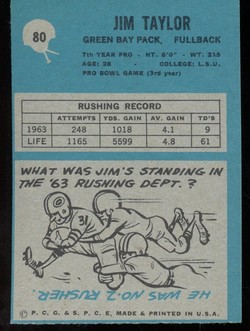 80
JIM TAYLOR
GREEN BAY PACK, FULLBACK
7th YEAR PRO - HT. 6'0" - WT. 215
AGE: 28 - COLLEGE: L.S.U.
PRO BOWL GAME (3rd year)
RUSHING RECORD
ATTEMPTS YDS. GAIN AV. GAIN TD'S
1963 248 1018 4.1 9
LIFE 1165 5599 4.8 61
WHAT WAS JIM'S STANDING IN
THE '63 RUSHING DEPT.?
31
HE WAS NO. 2 RUSHER.
© P. C. G. & S. P. C. E. MADE & PRINTED IN U.S.A.